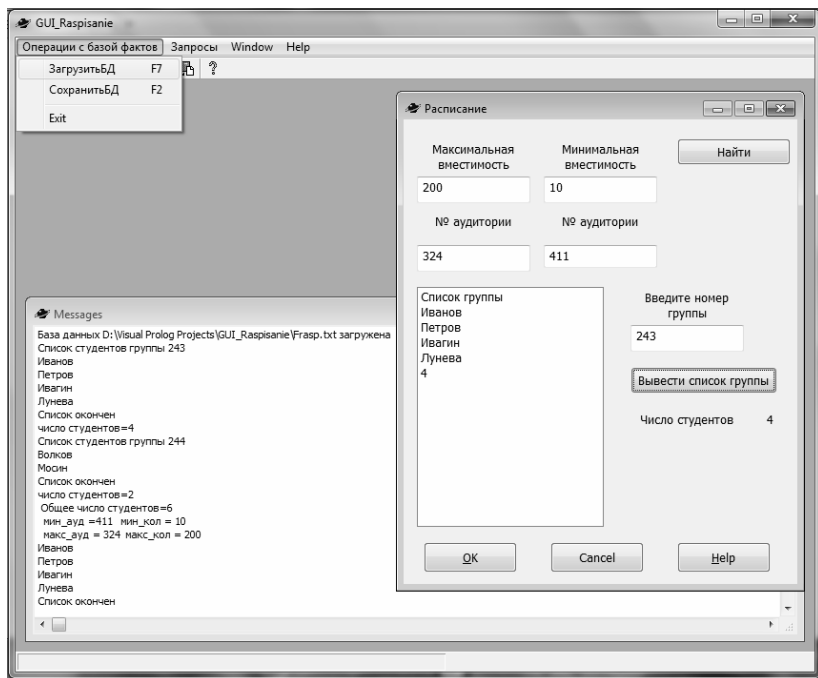 GUI_Raspisanie
Операции с базой фактов Запросы Window Help
ЗагрузитьБД F7
СохранитьБД F2
Exit
Расписание
Максимальная вместимость
Минимальная вместимость
Найти
200
10
№ аудитории
№ аудитории
324
411
Список группы
Иванов
Петров
Ивагин
Лунева
4
Введите номер группы
243
Вывести список группы
Число студентов 4
OK
Cancel
Help
Messages
База данных D:\Visual Prolog Projects\GUI_Raspisanie\Frasp.txt загружена
Список студентов группы 243
Иванов
Петров
Ивагин
Лунева
Список окончен
число студентов=4
Список студентов группы 244
Волков
Мосин
Список окончен
число студентов=2
Общее число студентов=6
мин_ауд =411 мин_кол = 10
макс_ауд = 324 макс_кол = 200
Иванов
Петров
Ивагин
Лунева
Список окончен